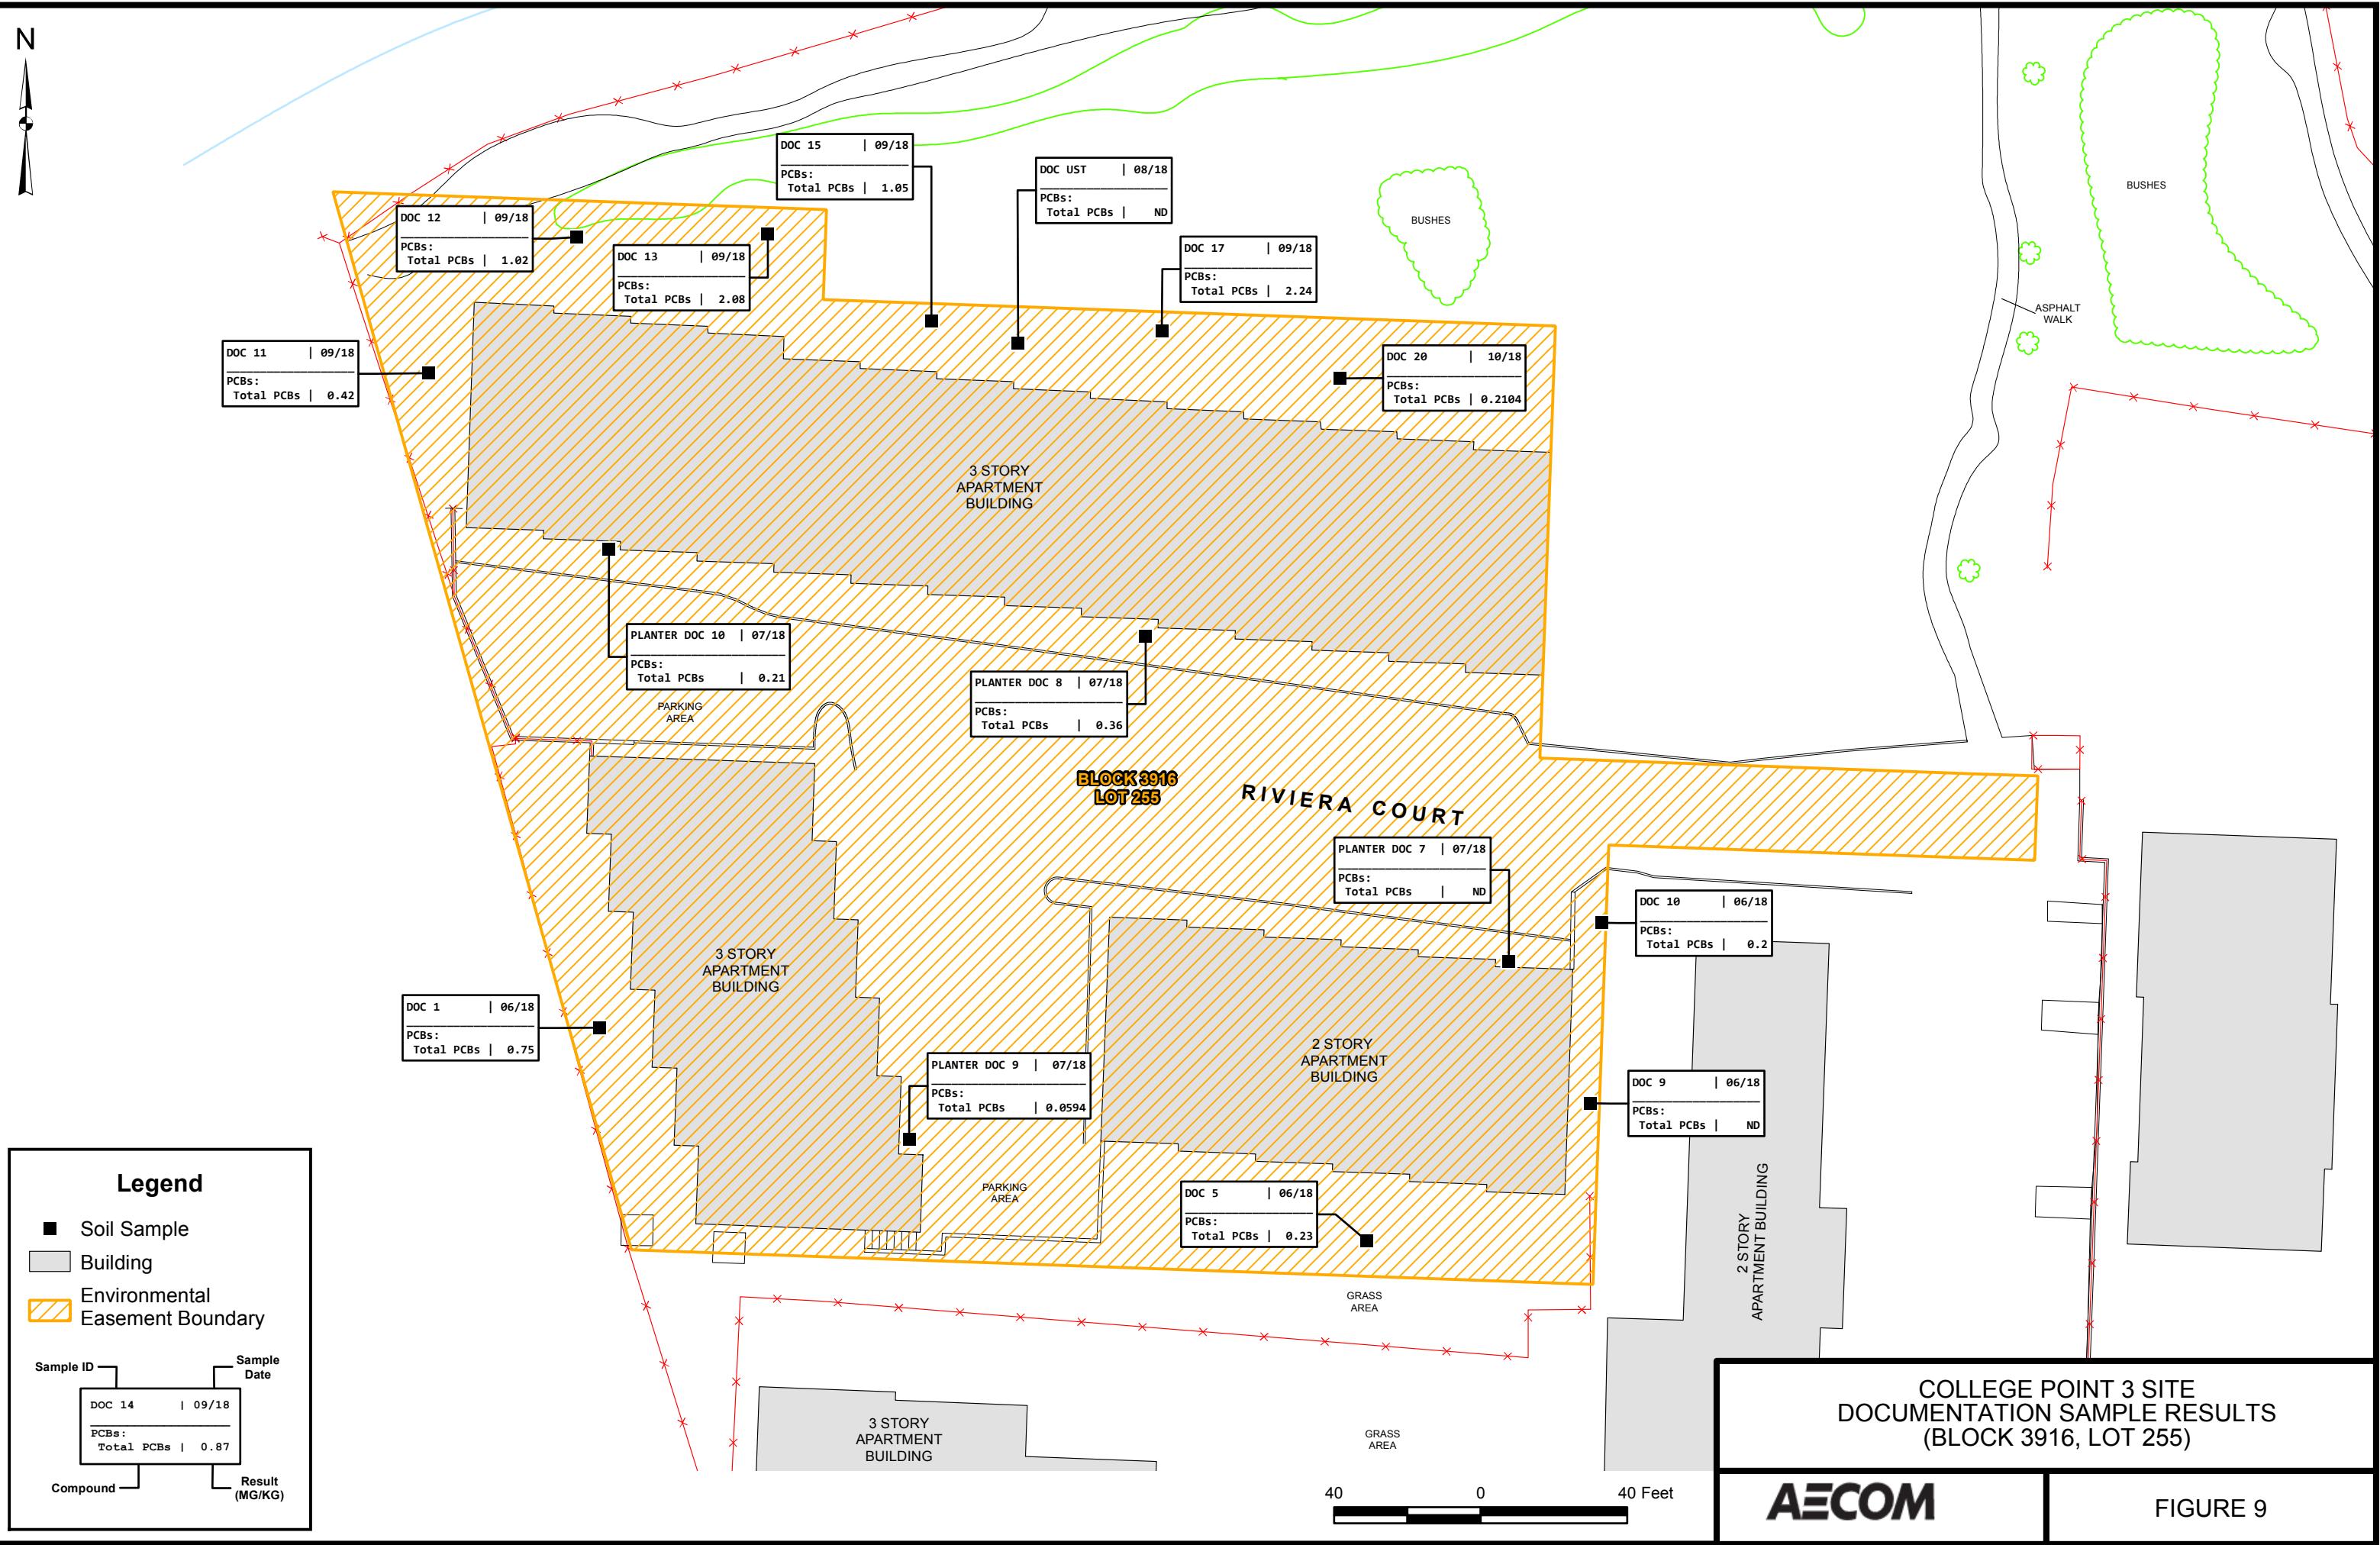 N
DOC 15 | 09/18
PCBs:
Total PCBs | 1.05
DOC UST | 08/18
PCBs:
Total PCBs | ND
DOC 12 | 09/18
PCBs:
Total PCBs | 1.02
DOC 13 | 09/18
PCBs:
Total PCBs | 2.08
DOC 17 | 09/18
PCBs:
Total PCBs | 2.24
BUSHES
BUSHES
ASPHALT
WALK
DOC 11 | 09/18
PCBs:
Total PCBs | 0.42
DOC 20 | 10/18
PCBs:
Total PCBs | 0.2104
3 STORY
APARTMENT
BUILDING
PLANTER DOC 10 | 07/18
PCBs:
Total PCBs | 0.21
PARKING
AREA
PLANTER DOC 8 | 07/18
PCBs:
Total PCBs | 0.36
BLOCK 3916
LOT 255
RIVIERA COURT
PLANTER DOC 7 | 07/18
PCBs:
Total PCBs | ND
DOC 10 | 06/18
PCBs:
Total PCBs | 0.2
3 STORY
APARTMENT
BUILDING
DOC 1 | 06/18
PCBs:
Total PCBs | 0.75
2 STORY
APARTMENT
BUILDING
PLANTER DOC 9 | 07/18
PCBs:
Total PCBs | 0.0594
DOC 9 | 06/18
PCBs:
Total PCBs | ND
PARKING
AREA
DOC 5 | 06/18
PCBs:
Total PCBs | 0.23
2 STORY
APARTMENT BUILDING
GRASS
AREA
3 STORY
APARTMENT
BUILDING
GRASS
AREA
Legend
Soil Sample
Building
Environmental
Easement Boundary
Sample ID
Sample
Date
DOC 14 | 09/18
PCBs:
Total PCBs | 0.87
Compound
Result
(MG/KG)
40 0 40 Feet
COLLEGE POINT 3 SITE
DOCUMENTATION SAMPLE RESULTS
(BLOCK 3916, LOT 255)
AECOM
FIGURE 9